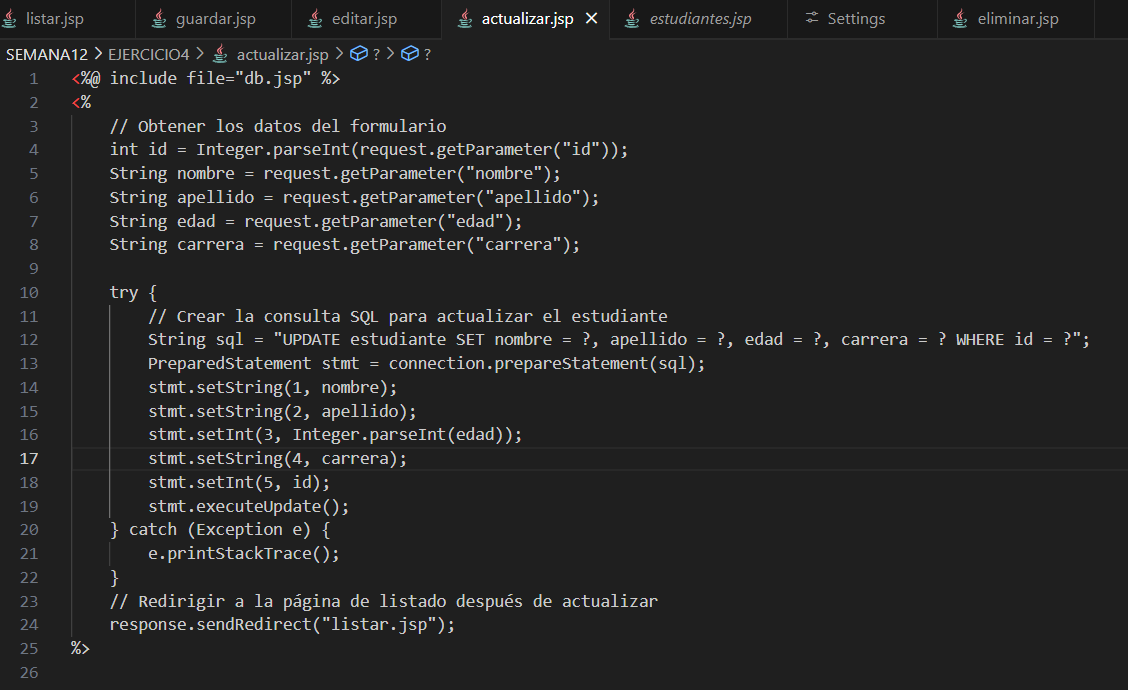 listar.jsp guardar.jsp editar.jsp actualizar.jsp estudiantes.jsp Settings eliminar.jsp
SEMANA12 > EJERCICIO4 > actualizar.jsp > ? > ?
1 <%@ include file="db.jsp" %>
2 <%
3 // Obtener los datos del formulario
4 int id = Integer.parseInt(request.getParameter("id"));
5 String nombre = request.getParameter("nombre");
6 String apellido = request.getParameter("apellido");
7 String edad = request.getParameter("edad");
8 String carrera = request.getParameter("carrera");
9
10 try {
11 // Crear la consulta SQL para actualizar el estudiante
12 String sql = "UPDATE estudiante SET nombre = ?, apellido = ?, edad = ?, carrera = ? WHERE id = ?";
13 PreparedStatement stmt = connection.prepareStatement(sql);
14 stmt.setString(1, nombre);
15 stmt.setString(2, apellido);
16 stmt.setInt(3, Integer.parseInt(edad));
17 stmt.setString(4, carrera);
18 stmt.setInt(5, id);
19 stmt.executeUpdate();
20 } catch (Exception e) {
21 e.printStackTrace();
22 }
23 // Redirigir a la página de listado después de actualizar
24 response.sendRedirect("listar.jsp");
25 %>
26